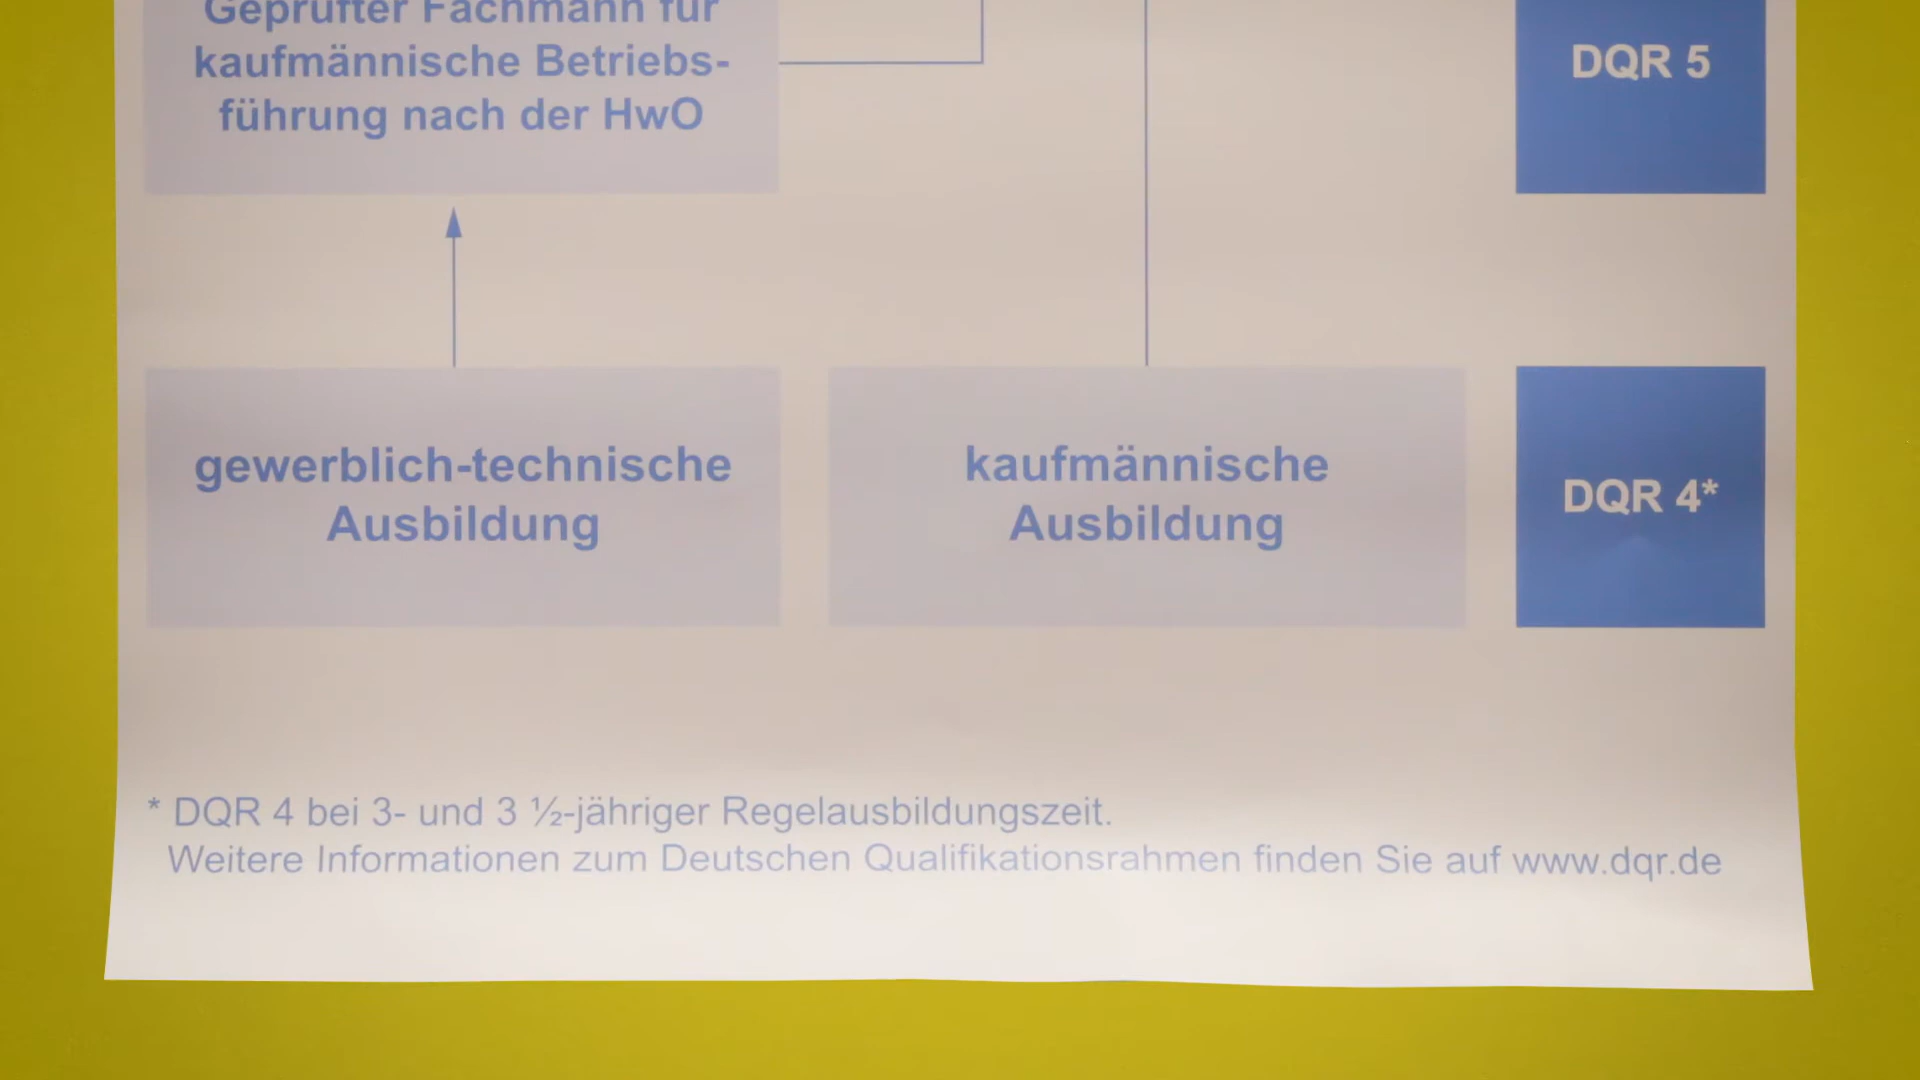 Geprüfter Fachmann für
kaufmännische Betriebs-
führung nach der HwO
DQR 5
gewerblich-technische
Ausbildung
kaufmännische
Ausbildung
DQR 4*
* DQR 4 bei 3- und 3 ½-jähriger Regelausbildungszeit.
Weitere Informationen zum Deutschen Qualifikationsrahmen finden Sie auf www.dqr.de